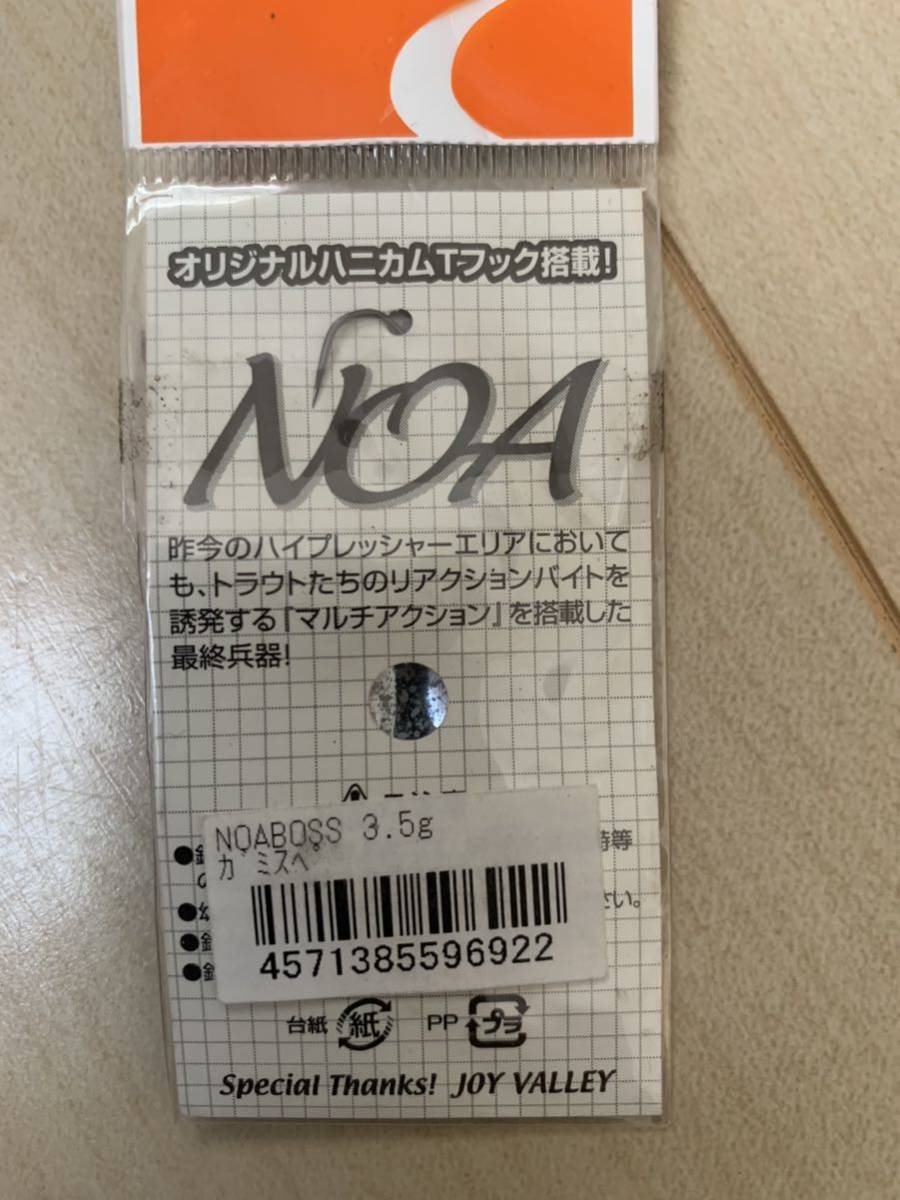 オリジナルハニカムTフック搭載!
NOA
昨今のハイプレッシャーエリアにおいて
も、トラウトたちのリアクションバイトを
誘発する「マルチアクション」を搭載した
最終兵器!
NOABOSS 3.5g
ガミスペ
4571385596922
台紙 紙 PP プラ
Special Thanks! JOY VALLEY